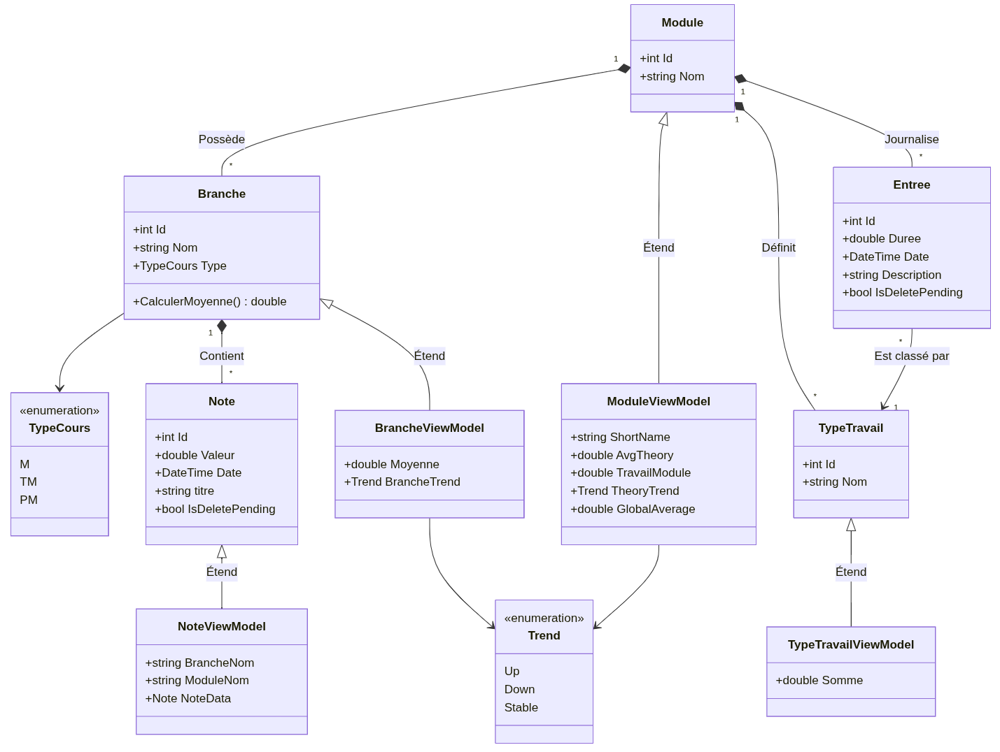 Module
+int Id
+string Nom
1
1
1
Possède
*
Journalise
*
Branche
+int Id
+string Nom
+TypeCours Type
+CalculerMoyenne() : double
Entree
+int Id
+double Duree
+DateTime Date
+string Description
+bool IsDeletePending
Étend
Définit
1
Contient
*
Étend
*
Est classé par
*
1
«enumeration»
TypeCours
M
TM
PM
Note
+int Id
+double Valeur
+DateTime Date
+string titre
+bool IsDeletePending
BrancheViewModel
+double Moyenne
+Trend BrancheTrend
ModuleViewModel
+string ShortName
+double AvgTheory
+double TravailModule
+Trend TheoryTrend
+double GlobalAverage
TypeTravail
+int Id
+string Nom
Étend
Étend
NoteViewModel
+string BrancheNom
+string ModuleNom
+Note NoteData
«enumeration»
Trend
Up
Down
Stable
TypeTravailViewModel
+double Somme